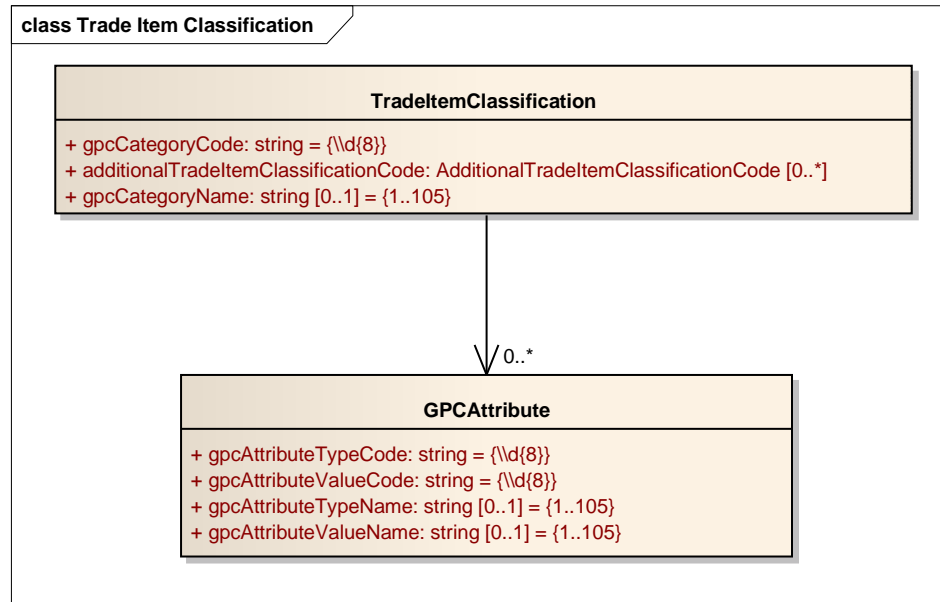 class Trade Item Classification
TradeItemClassification
+ gpcCategoryCode: string = {\\d{8}}
+ additionalTradeItemClassificationCode: AdditionalTradeItemClassificationCode [0..*]
+ gpcCategoryName: string [0..1] = {1..105}
0..*
GPCAttribute
+ gpcAttributeTypeCode: string = {\\d{8}}
+ gpcAttributeValueCode: string = {\\d{8}}
+ gpcAttributeTypeName: string [0..1] = {1..105}
+ gpcAttributeValueName: string [0..1] = {1..105}